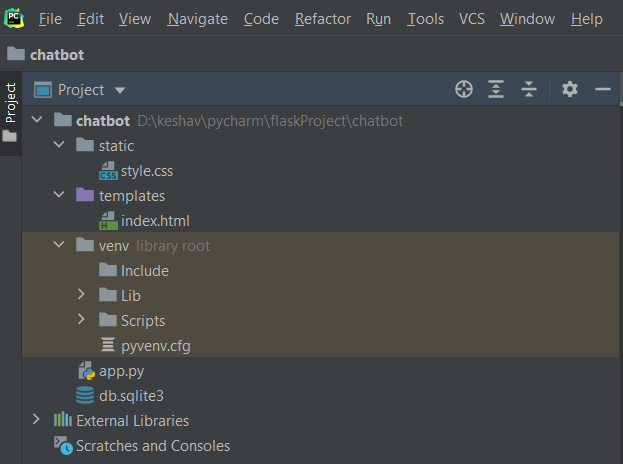 PC File Edit View Navigate Code Refactor Run Tools VCS Window Help
chatbot
Project
Project
chatbot D:\keshav\pycharm\flaskProject\chatbot
static
CSS style.css
templates
H index.html
venv library root
Include
Lib
Scripts
pyvenv.cfg
app.py
db.sqlite3
External Libraries
Scratches and Consoles